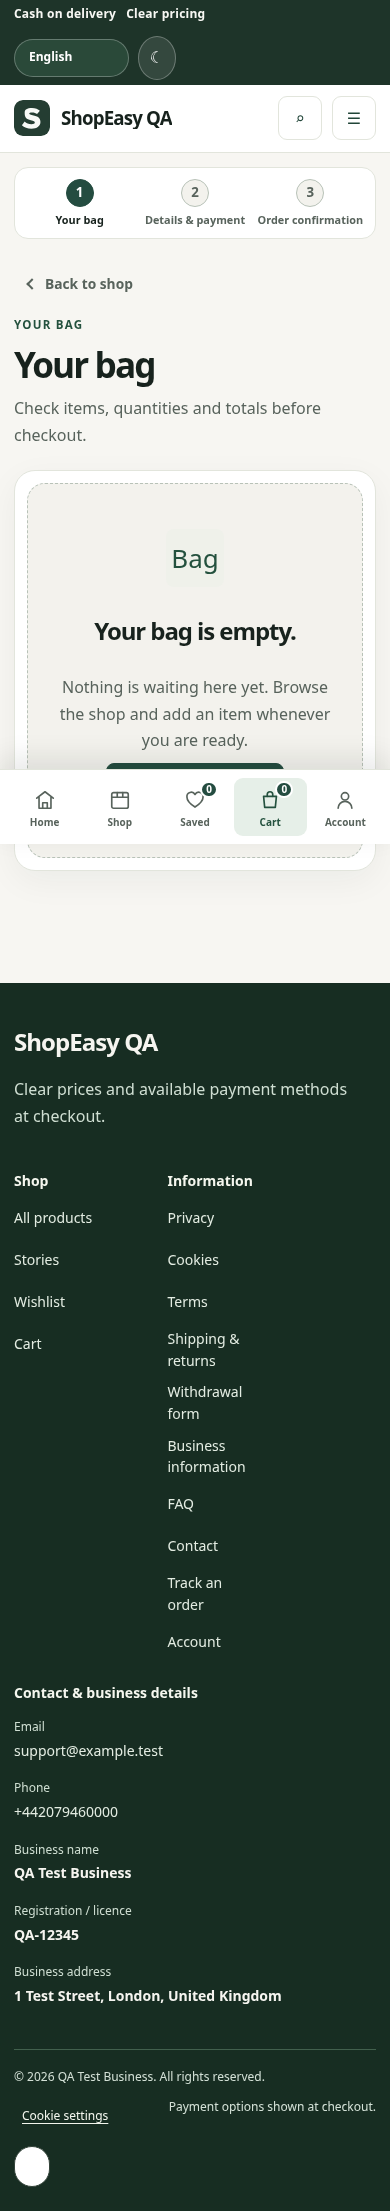 Cash on delivery Clear pricing
English
S ShopEasy QA
1 2 3
Your bag Details & payment Order confirmation
Back to shop
YOUR BAG
Your bag
Check items, quantities and totals before
checkout.
Bag
Your bag is empty.
Nothing is waiting here yet. Browse
the shop and add an item whenever
you are ready.
0 0
Home Shop Saved Cart Account
ShopEasy QA
Clear prices and available payment methods
at checkout.
Shop
All products
Stories
Wishlist
Cart
Information
Privacy
Cookies
Terms
Shipping &
returns
Withdrawal
form
Business
information
FAQ
Contact
Track an
order
Account
Contact & business details
Email
support@example.test
Phone
+442079460000
Business name
QA Test Business
Registration / licence
QA-12345
Business address
1 Test Street, London, United Kingdom
© 2026 QA Test Business. All rights reserved.
Payment options shown at checkout.
Cookie settings